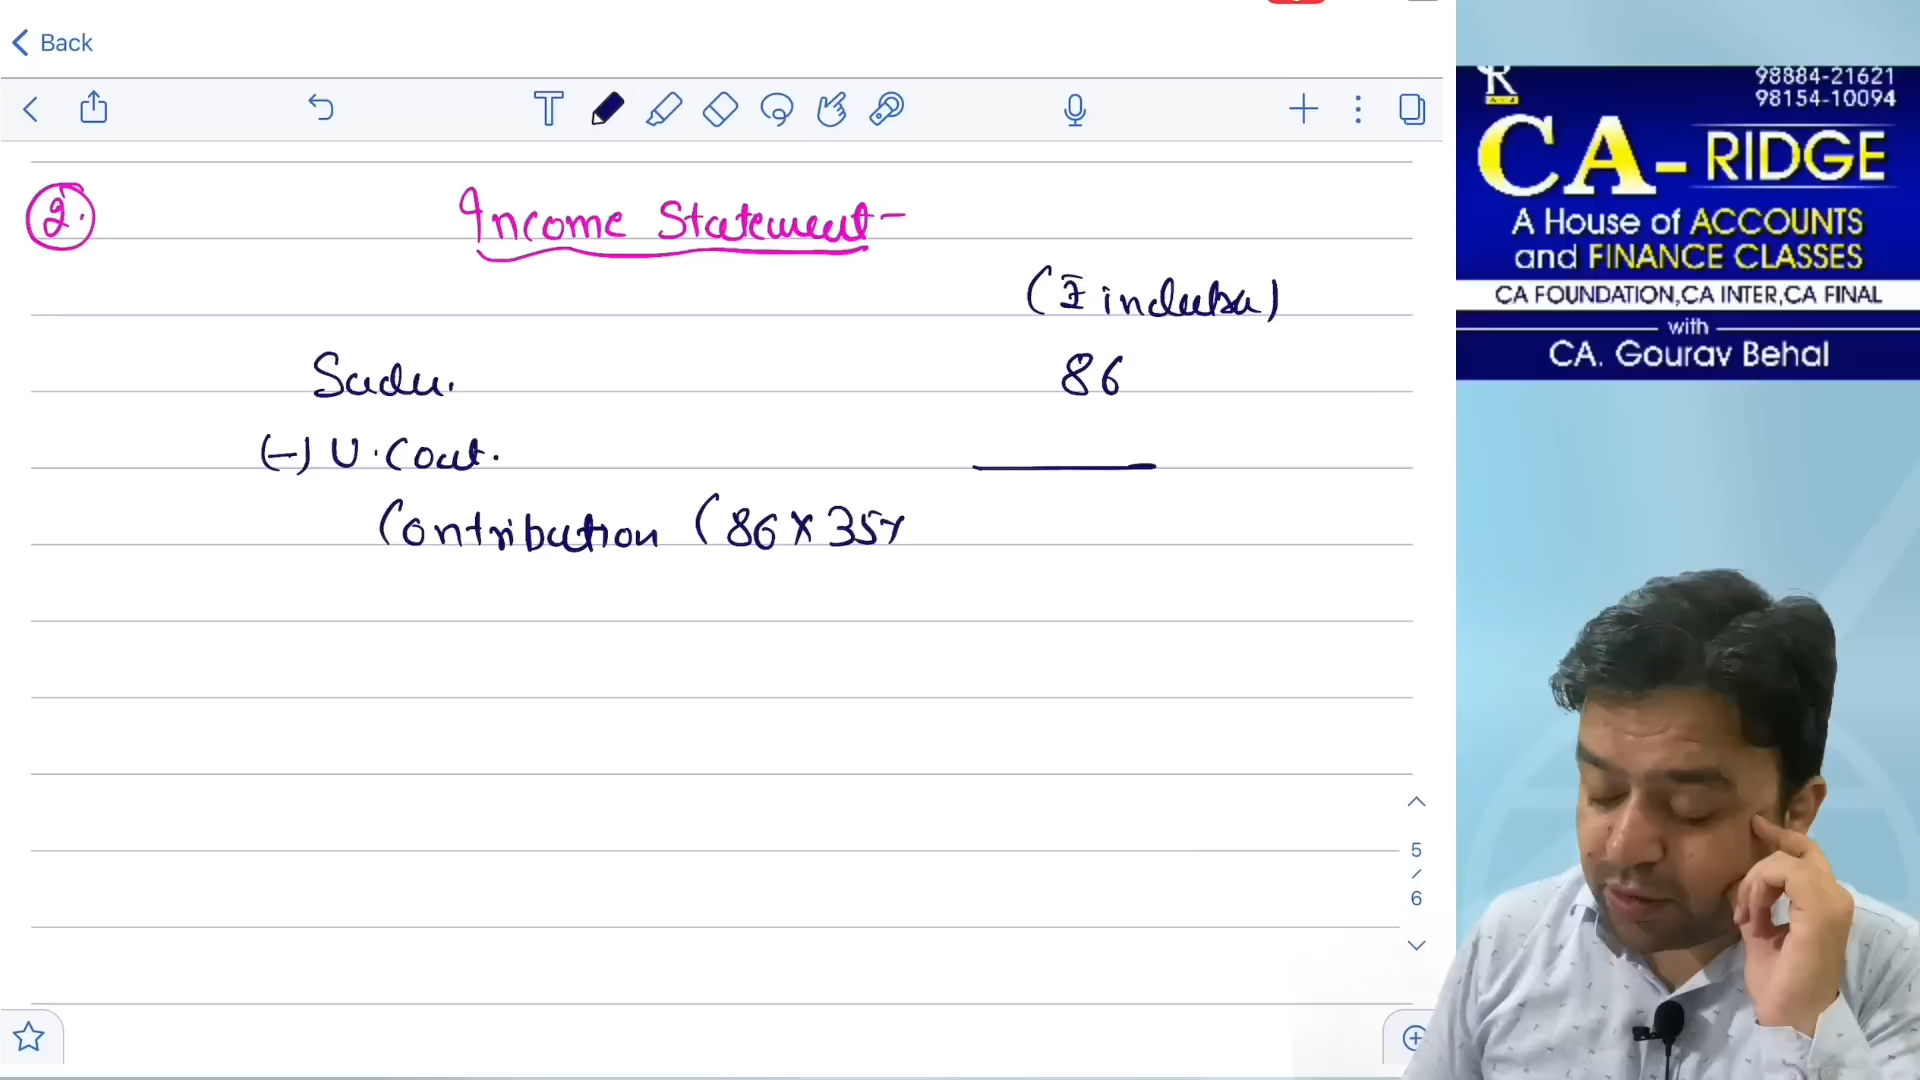 Back
R
98884-21621
98154-10094
CA-RIDGE
A House of ACCOUNTS
and FINANCE CLASSES
CA FOUNDATION,CA INTER,CA FINAL
with
CA. Gourav Behal
2.
Income Statement-
(₹ in lakhs)
Sales.
86
(-) V. Cost.
Contribution (86 x 35%
5
/
6